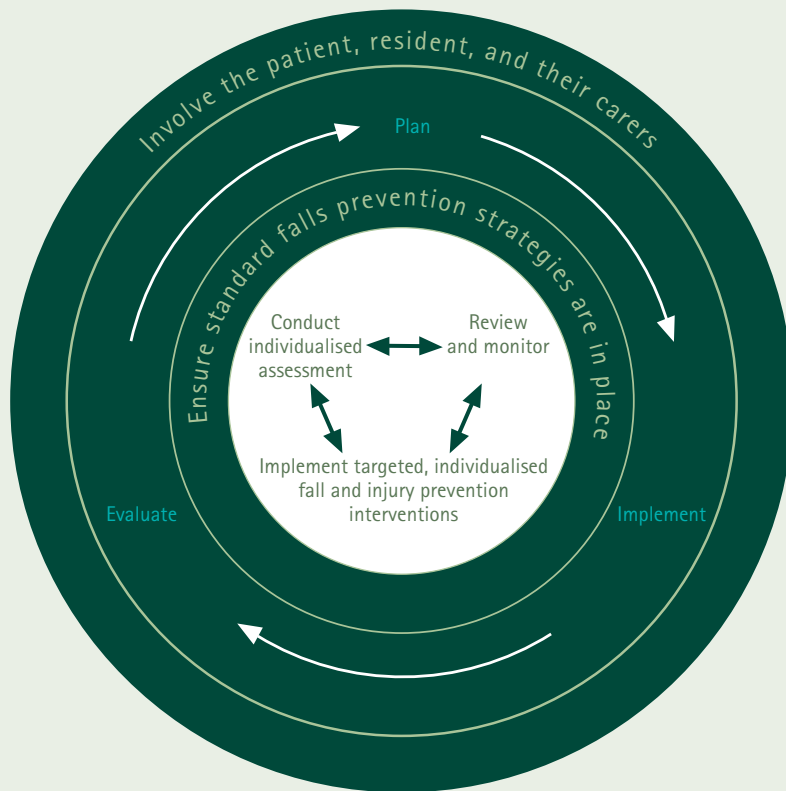 Involve the patient, resident, and their carers
Plan
Ensure standard falls prevention strategies are in place
Conduct
individualised
assessment
Review
and monitor
Implement targeted, individualised
fall and injury prevention
interventions
Evaluate
Implement